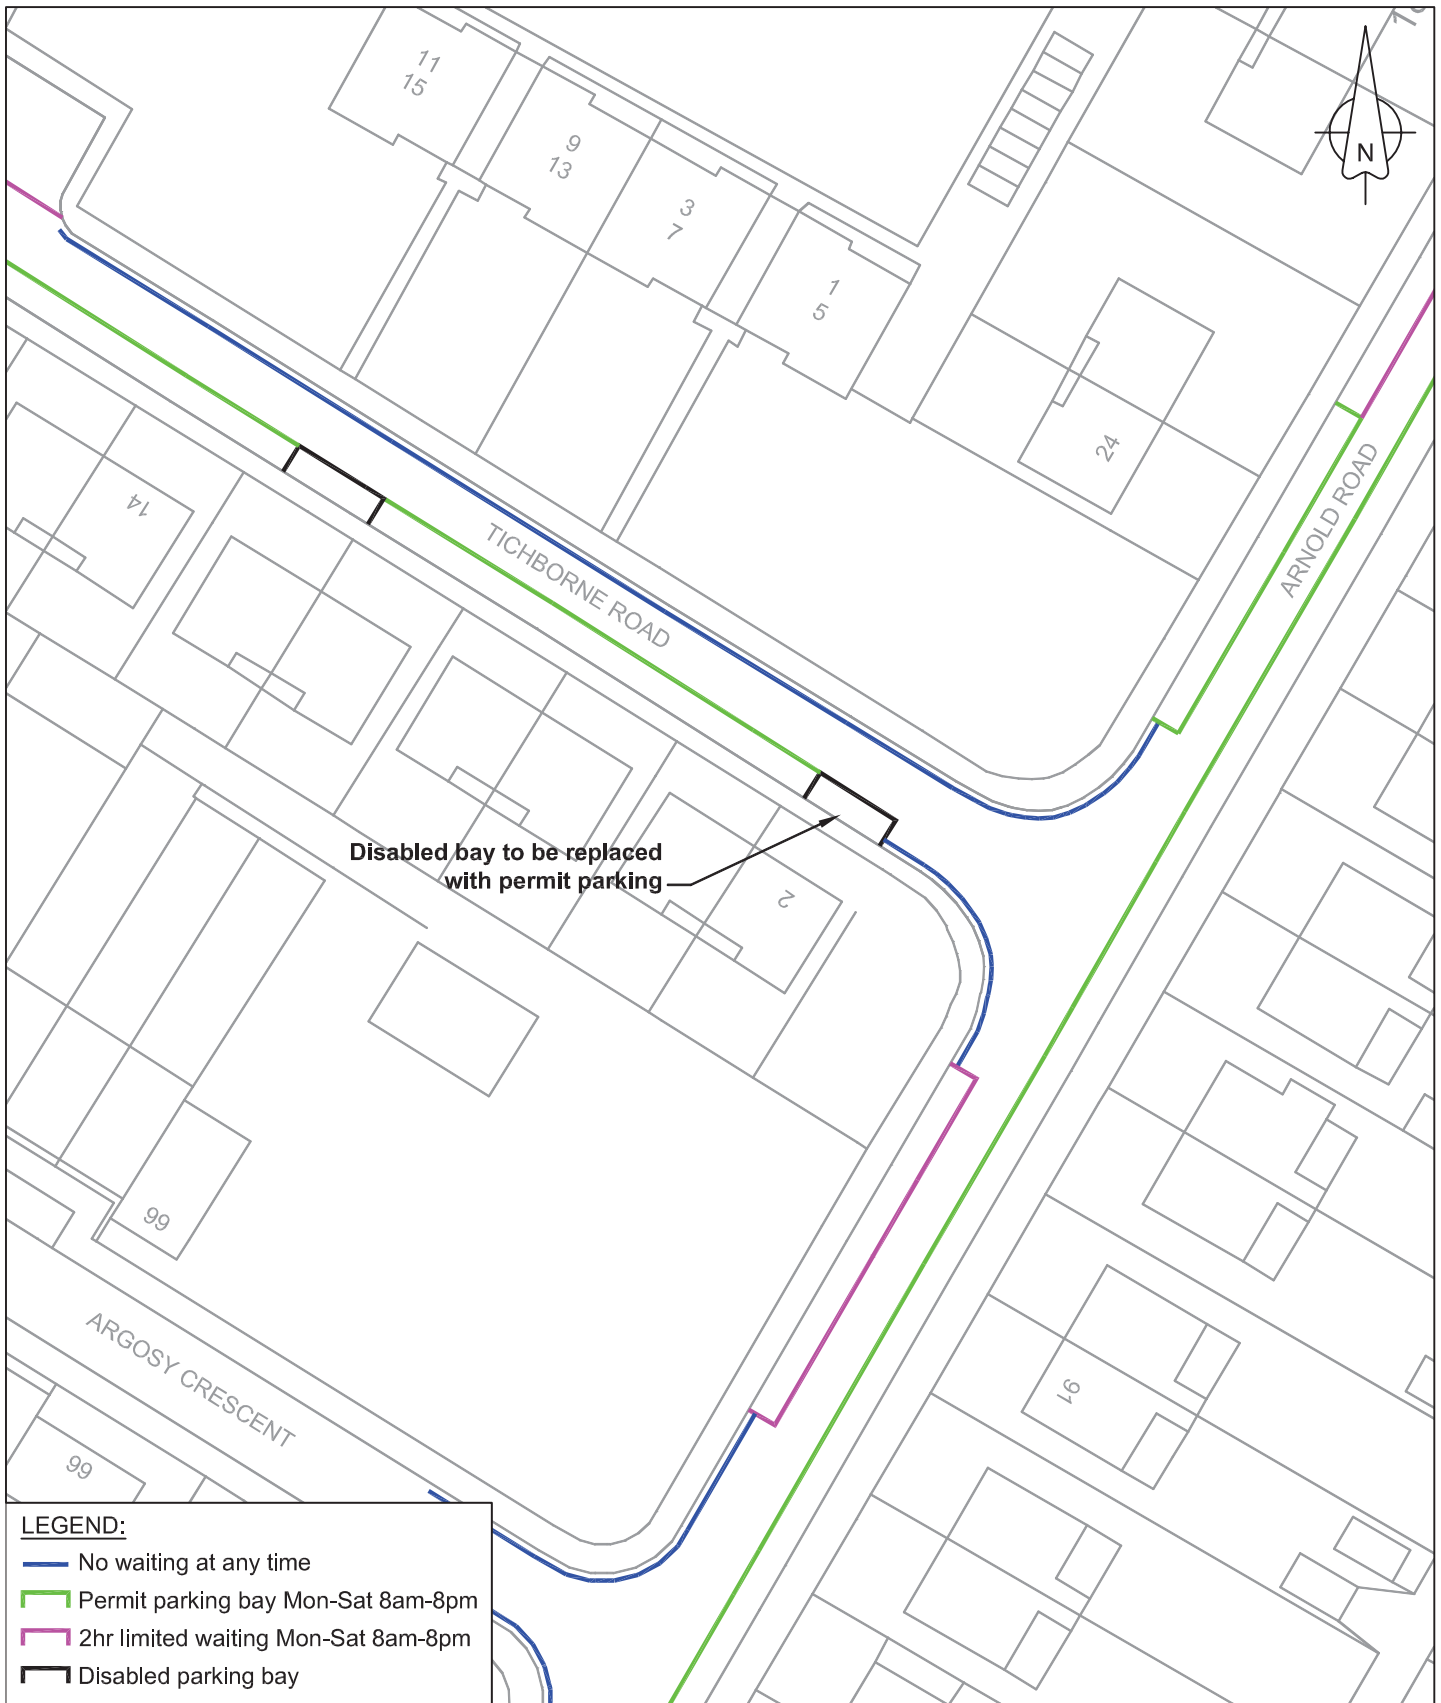 11
15
9
13
3
7
1
5
N
24
ARNOLD ROAD
14
TICHBORNE ROAD
Disabled bay to be replaced
with permit parking
2
99
ARGOSY CRESCENT
91
99
LEGEND:
No waiting at any time
Permit parking bay Mon-Sat 8am-8pm
2hr limited waiting Mon-Sat 8am-8pm
Disabled parking bay